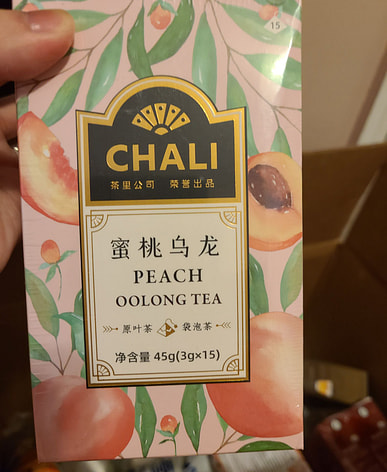 15
CHALI
茶里公司 荣誉出品
蜜桃乌龙
PEACH
OOLONG TEA
原叶茶 袋泡茶
净含量 45g(3g×15)